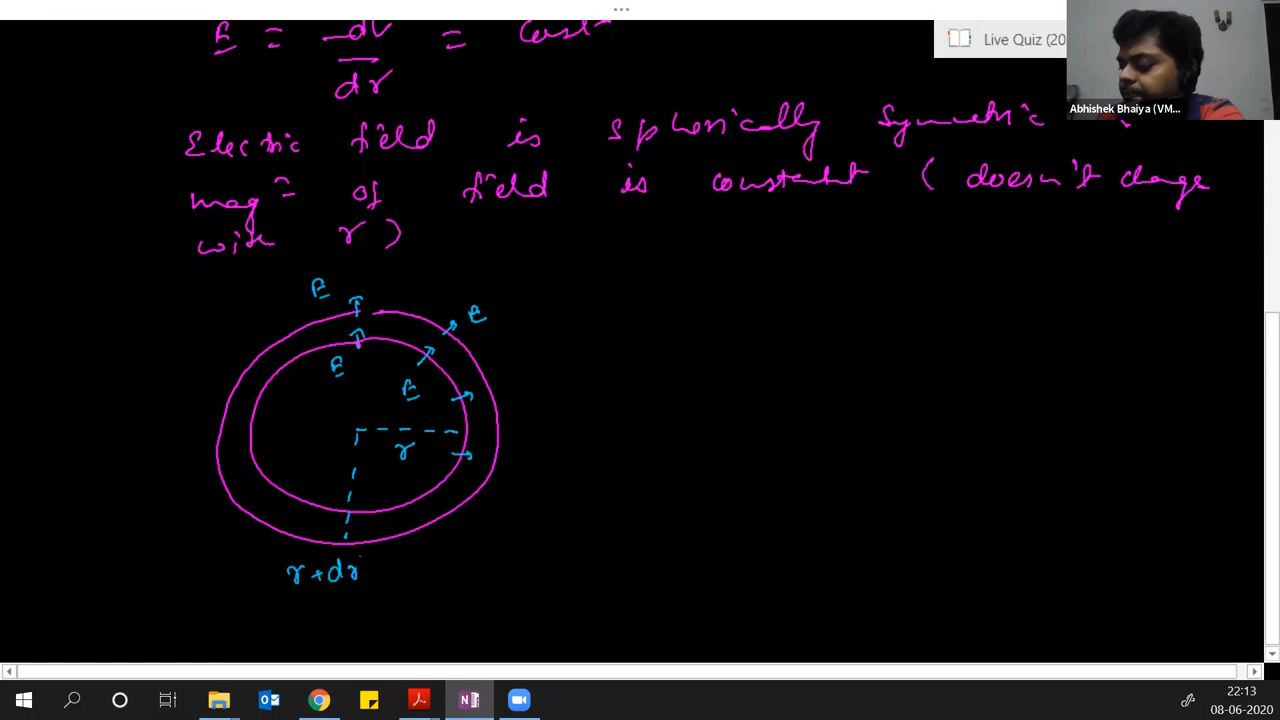 E = -dV/dr = Const
Live Quiz (20
Abhishek Bhaiya (VM...
Electric field is spherically symmetric
mag of field is constant ( doesn't change
with r )
E
E
E
E
r
r+dr
22:13
08-06-2020